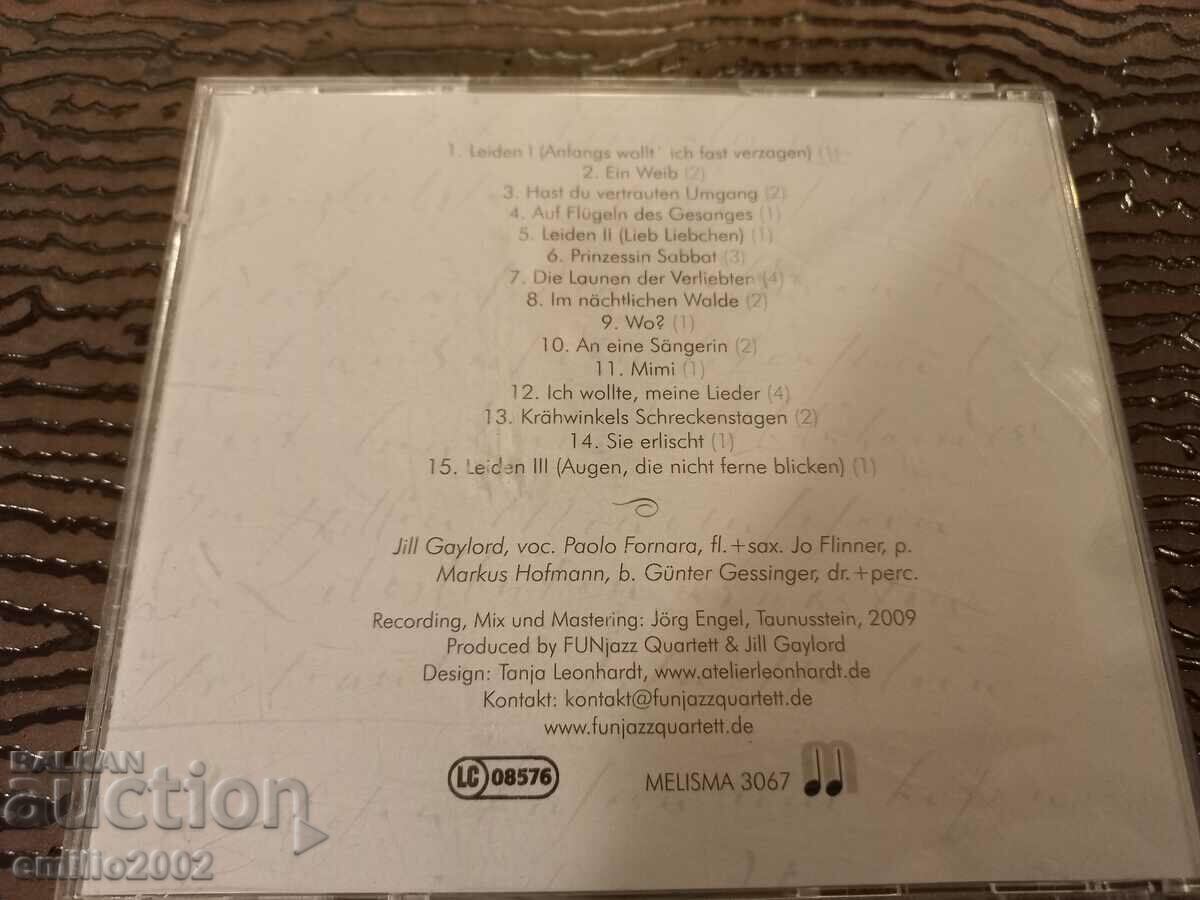 1. Leiden I (Anfangs wollt´ ich fast verzagen) (1)
2. Ein Weib (2)
3. Hast du vertrauten Umgang (2)
4. Auf Flügeln des Gesanges (1)
5. Leiden II (Lieb Liebchen) (1)
6. Prinzessin Sabbat (3)
7. Die Launen der Verliebten (4)
8. Im nächtlichen Walde (2)
9. Wo? (1)
10. An eine Sängerin (2)
11. Mimi (1)
12. Ich wollte, meine Lieder (4)
13. Krähwinkels Schreckenstagen (2)
14. Sie erlischt (1)
15. Leiden III (Augen, die nicht ferne blicken) (1)
Jill Gaylord, voc. Paolo Fornara, fl.+sax. Jo Flinner, p.
Markus Hofmann, b. Günter Gessinger, dr.+perc.
Recording, Mix und Mastering: Jörg Engel, Taunusstein, 2009
Produced by FUNjazz Quartett & Jill Gaylord
Design: Tanja Leonhardt, www.atelierleonhardt.de
Kontakt: kontakt@funjazzquartett.de
www.funjazzquartett.de
LC 08576
MELISMA 3067
BALKAN
auction
emilio2002